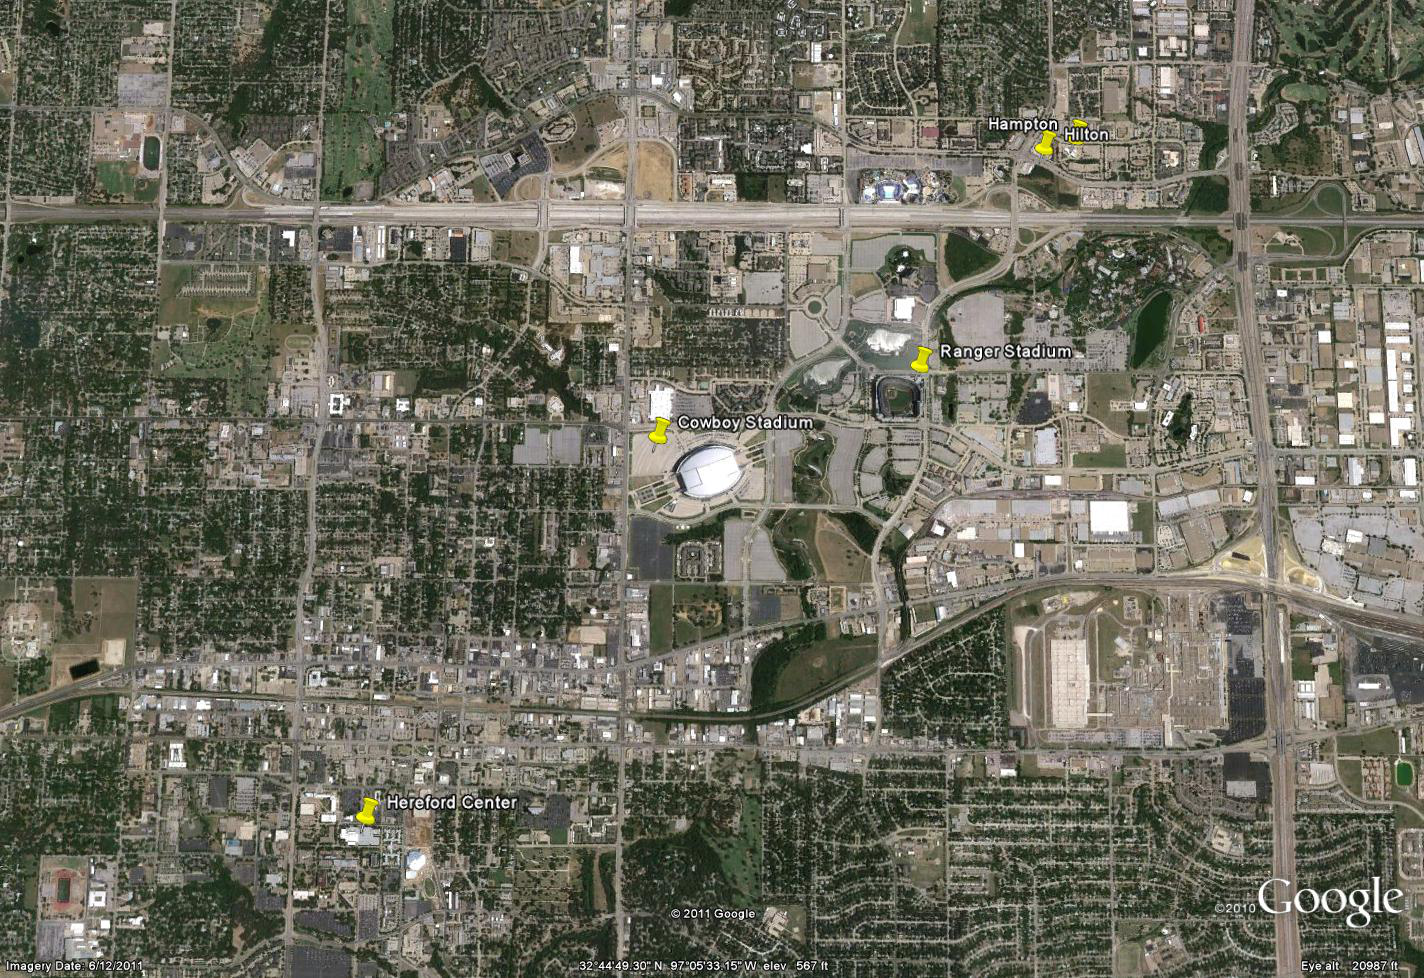 Hampton
Hilton
Ranger Stadium
Cowboy Stadium
Hereford Center
©2010 Google
© 2011 Google
Imagery Date: 6/12/2011
32°44'49.30" N 97°05'33.15" W elev 567 ft
Eye alt 20987 ft